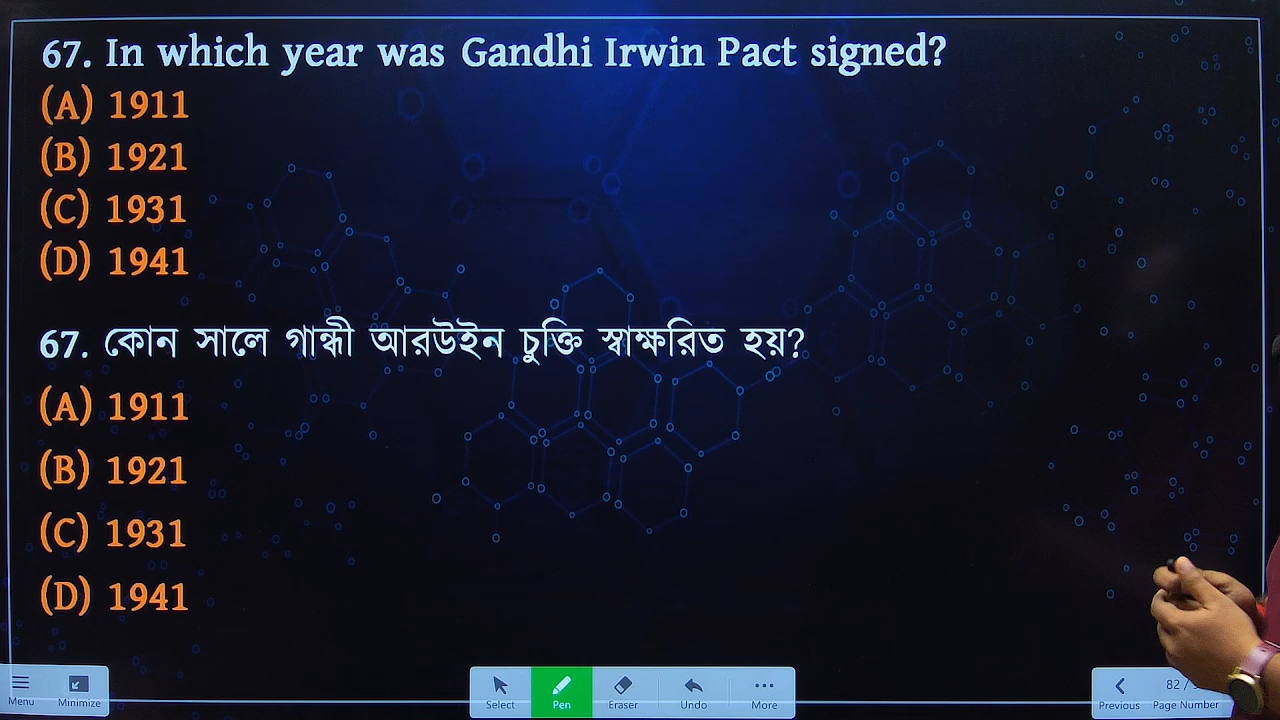 67. In which year was Gandhi Irwin Pact signed?
(A) 1911
(B) 1921
(C) 1931
(D) 1941
67. কোন সালে গান্ধী আরউইন চুক্তি স্বাক্ষরিত হয়?
(A) 1911
(B) 1921
(C) 1931
(D) 1941
Menu Minimize Select Pen Eraser Undo More Previous Page Number
82 /